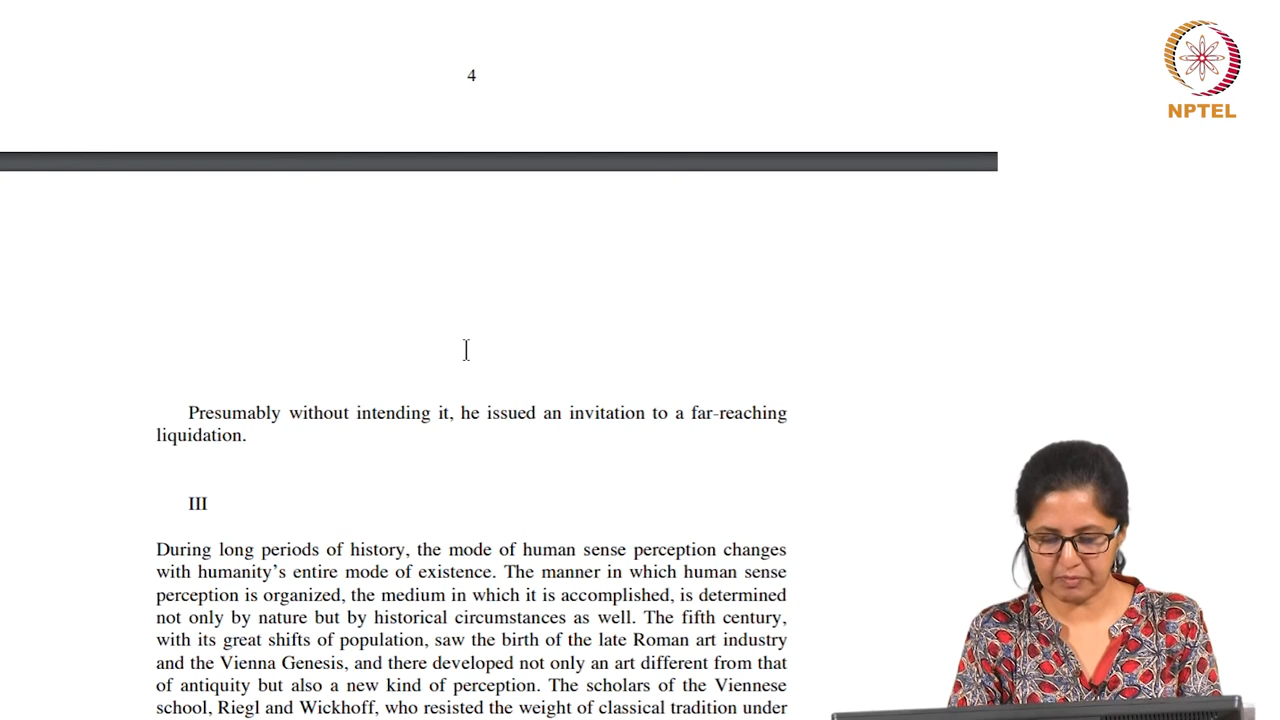 4
NPTEL
Presumably without intending it, he issued an invitation to a far-reaching
liquidation.
III
During long periods of history, the mode of human sense perception changes
with humanity's entire mode of existence. The manner in which human sense
perception is organized, the medium in which it is accomplished, is determined
not only by nature but by historical circumstances as well. The fifth century,
with its great shifts of population, saw the birth of the late Roman art industry
and the Vienna Genesis, and there developed not only an art different from that
of antiquity but also a new kind of perception. The scholars of the Viennese
school, Riegl and Wickhoff, who resisted the weight of classical tradition under